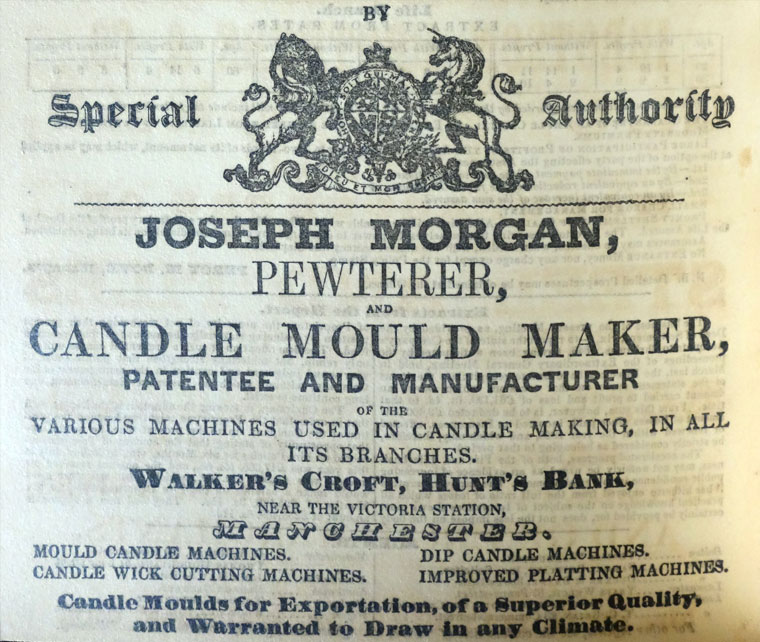 BY
Special Authority
DIEU ET MON
JOSEPH MORGAN,
PEWTERER,
AND
CANDLE MOULD MAKER,
PATENTEE AND MANUFACTURER
OF THE
VARIOUS MACHINES USED IN CANDLE MAKING, IN ALL
ITS BRANCHES.
WALKER'S CROFT, HUNT'S BANK,
NEAR THE VICTORIA STATION,
MANCHESTER.
MOULD CANDLE MACHINES. DIP CANDLE MACHINES.
CANDLE WICK CUTTING MACHINES. IMPROVED PLATTING MACHINES.
Candle Moulds for Exportation, of a Superior Quality,
and Warranted to Draw in any Climate.